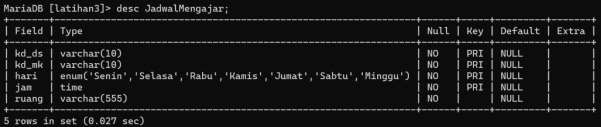 MariaDB [latihan3]> desc JadwalMengajar;
+-------+-----------------------------------------------------------------+------+-----+---------+-------+
| Field | Type                                                            | Null | Key | Default | Extra |
+-------+-----------------------------------------------------------------+------+-----+---------+-------+
| kd_ds | varchar(10)                                                     | NO   | PRI | NULL    |       |
| kd_mk | varchar(10)                                                     | NO   | PRI | NULL    |       |
| hari  | enum('Senin','Selasa','Rabu','Kamis','Jumat','Sabtu','Minggu') | NO   | PRI | NULL    |       |
| jam   | time                                                            | NO   | PRI | NULL    |       |
| ruang | varchar(555)                                                    | NO   |     | NULL    |       |
+-------+-----------------------------------------------------------------+------+-----+---------+-------+
5 rows in set (0.027 sec)